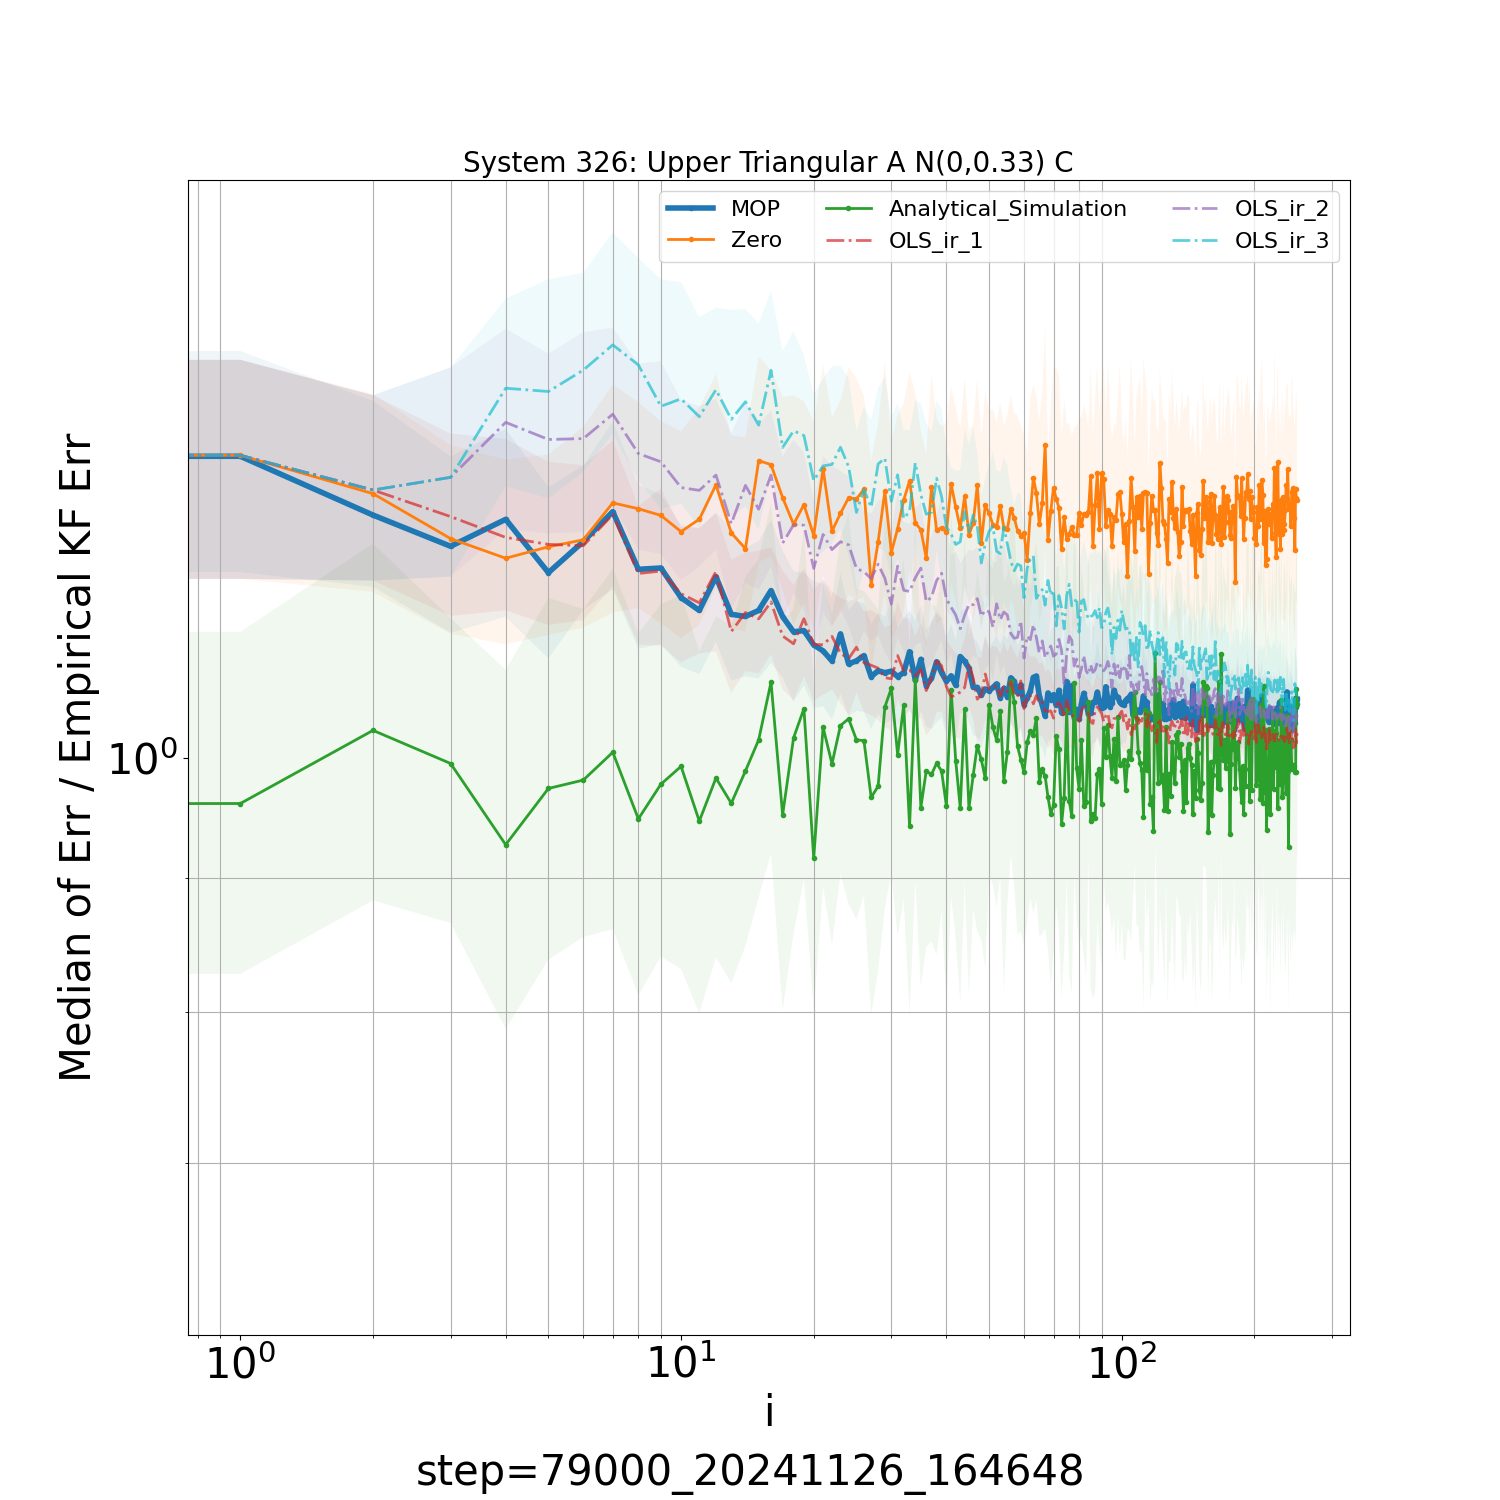 System 326: Upper Triangular A N(0,0.33) C
MOP
Zero
Analytical_Simulation
OLS_ir_1
OLS_ir_2
OLS_ir_3
Median of Err / Empirical KF Err
10⁰
10⁰
10¹
10²
i
step=79000_20241126_164648